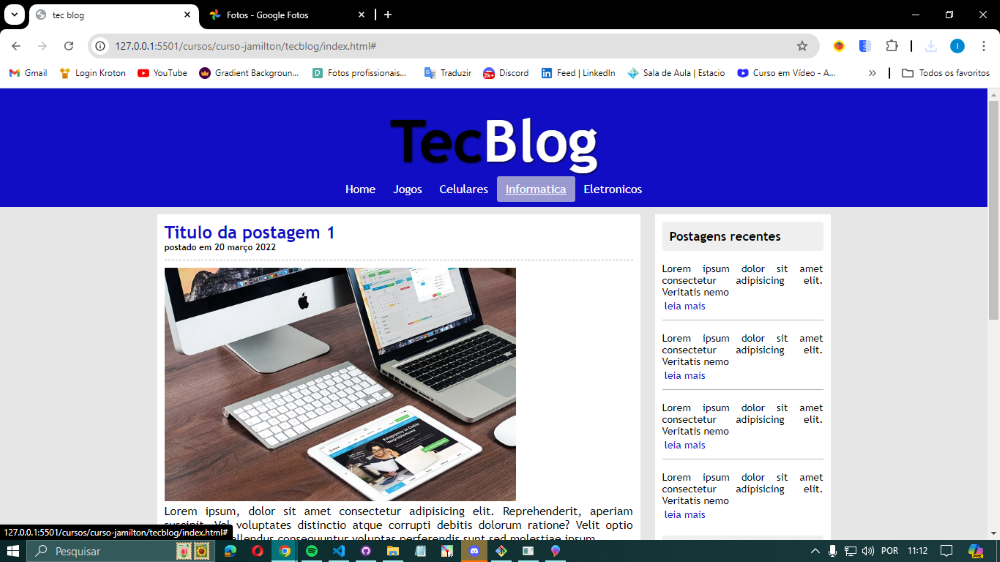 tec blog
Fotos - Google Fotos
127.0.0.1:5501/cursos/curso-jamilton/tecblog/index.html#
Gmail
Login Kroton
YouTube
Gradient Backgroun...
Fotos profissionais...
Traduzir
Discord
Feed | LinkedIn
Sala de Aula | Estacio
Curso em Vídeo - A...
Todos os favoritos
TecBlog
Home Jogos Celulares Informatica Eletronicos
Titulo da postagem 1
postado em 20 março 2022
Lorem ipsum, dolor sit amet consectetur adipisicing elit. Reprehenderit, aperiam
voluptates distinctio atque corrupti debitis dolorum ratione? Velit optio
consequuntur voluptas perferendis sunt sed molestiae ipsum
Postagens recentes
Lorem ipsum dolor sit amet
consectetur adipisicing elit.
Veritatis nemo
leia mais
Lorem ipsum dolor sit amet
consectetur adipisicing elit.
Veritatis nemo
leia mais
Lorem ipsum dolor sit amet
consectetur adipisicing elit.
Veritatis nemo
leia mais
Lorem ipsum dolor sit amet
consectetur adipisicing elit.
Veritatis nemo
leia mais
127.0.0.1:5501/cursos/curso-jamilton/tecblog/index.html#
Pesquisar
POR
11:12